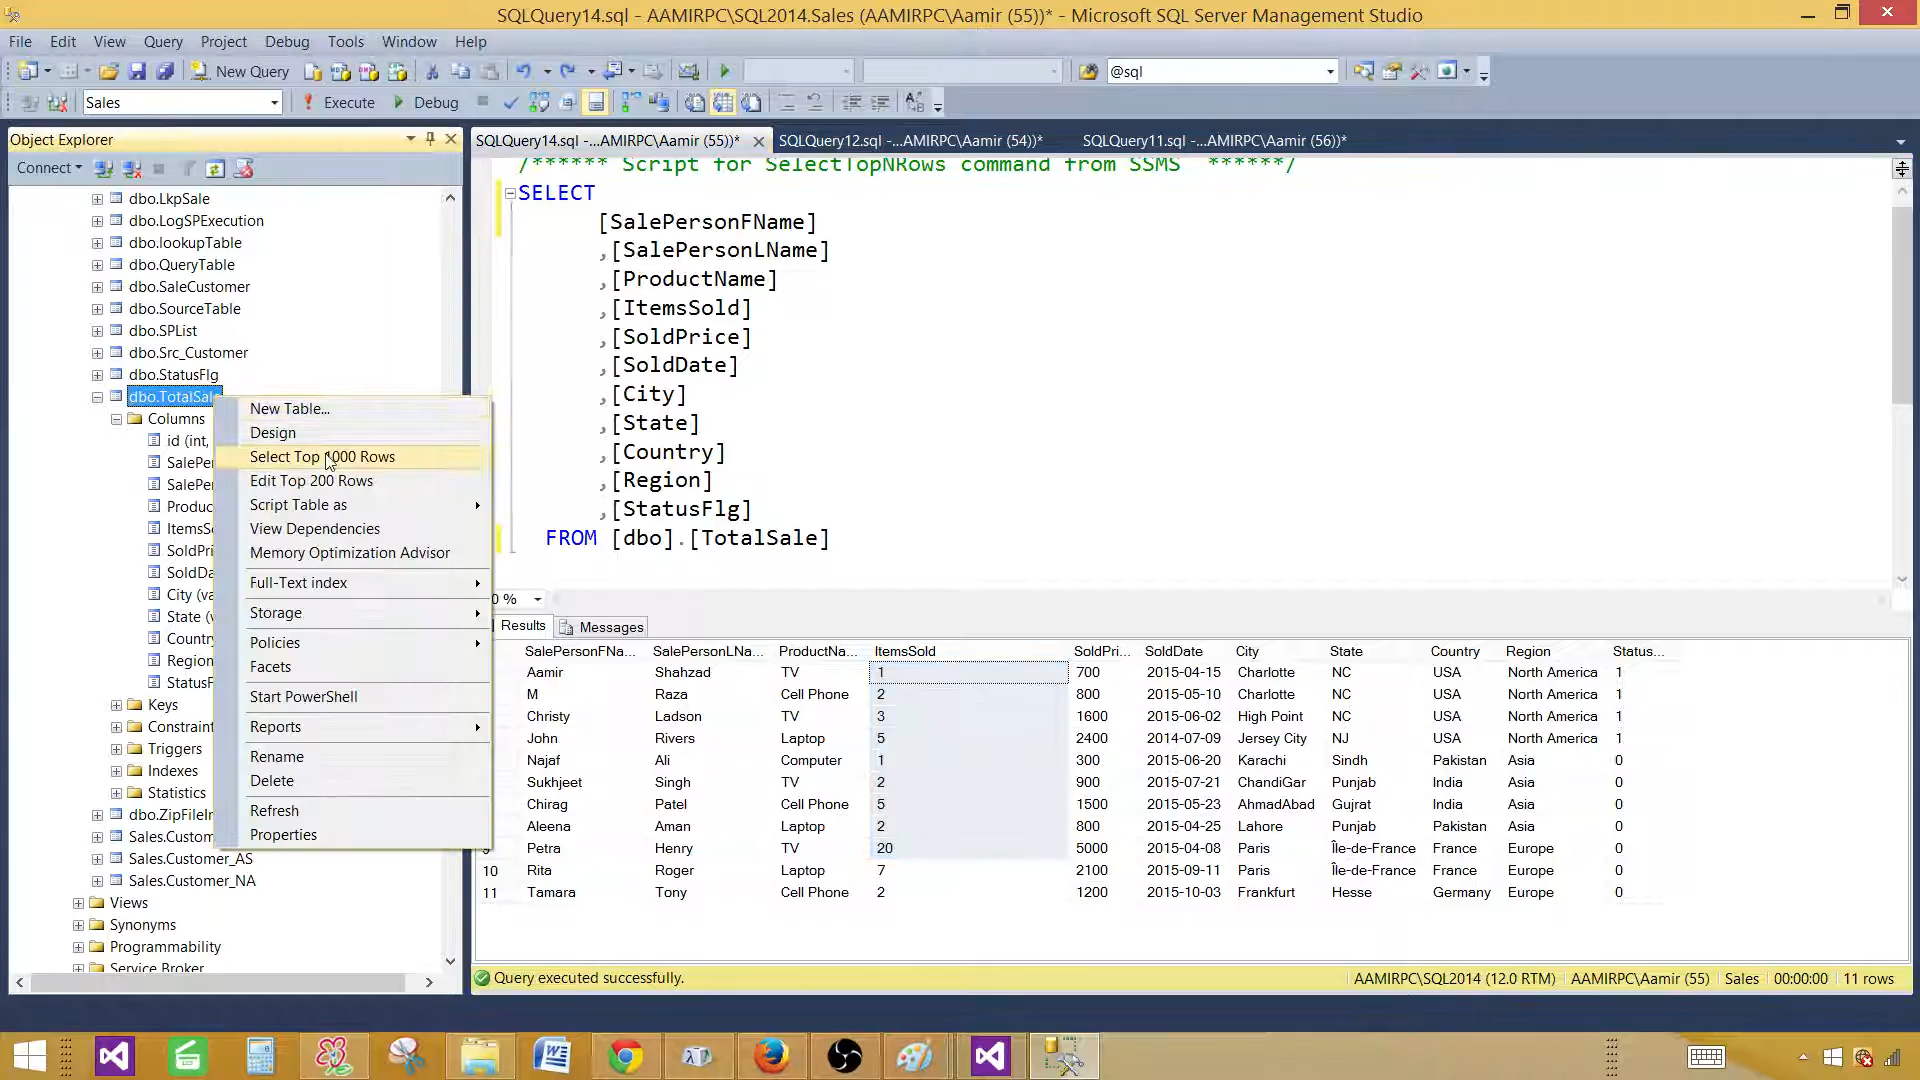 SQLQuery14.sql - AAMIRPC\SQL2014.Sales (AAMIRPC\Aamir (55))* - Microsoft SQL Server Management Studio
File Edit View Query Project Debug Tools Window Help
New Query @sql
Sales Execute Debug
Object Explorer
SQLQuery14.sql -...AMIRPC\Aamir (55))* SQLQuery12.sql -...AMIRPC\Aamir (54))* SQLQuery11.sql -...AMIRPC\Aamir (56))*
Connect
dbo.LkpSale
dbo.LogSPExecution
dbo.lookupTable
dbo.QueryTable
dbo.SaleCustomer
dbo.SourceTable
dbo.SPList
dbo.Src_Customer
dbo.StatusFlg
dbo.TotalSal
Columns
id (int,
SalePe
SalePe
Produc
ItemsS
SoldPri
SoldDa
City (va
State (v
Countr
Region
StatusF
Keys
Constraint
Triggers
Indexes
Statistics
dbo.ZipFileIn
Sales.Custom
Sales.Customer_AS
Sales.Customer_NA
Views
Synonyms
Programmability
Service Broker
New Table...
Design
Select Top 1000 Rows
Edit Top 200 Rows
Script Table as
View Dependencies
Memory Optimization Advisor
Full-Text index
Storage
Policies
Facets
Start PowerShell
Reports
Rename
Delete
Refresh
Properties
/****** Script for SelectTopNRows command from SSMS ******/
SELECT
[SalePersonFName]
,[SalePersonLName]
,[ProductName]
,[ItemsSold]
,[SoldPrice]
,[SoldDate]
,[City]
,[State]
,[Country]
,[Region]
,[StatusFlg]
FROM [dbo].[TotalSale]
0 %
Results Messages
SalePersonFNa... SalePersonLNa... ProductNa... ItemsSold SoldPri... SoldDate City State Country Region Status...
Aamir Shahzad TV 1 700 2015-04-15 Charlotte NC USA North America 1
M Raza Cell Phone 2 800 2015-05-10 Charlotte NC USA North America 1
Christy Ladson TV 3 1600 2015-06-02 High Point NC USA North America 1
John Rivers Laptop 5 2400 2014-07-09 Jersey City NJ USA North America 1
Najaf Ali Computer 1 300 2015-06-20 Karachi Sindh Pakistan Asia 0
Sukhjeet Singh TV 2 900 2015-07-21 ChandiGar Punjab India Asia 0
Chirag Patel Cell Phone 5 1500 2015-05-23 AhmadAbad Gujrat India Asia 0
Aleena Aman Laptop 2 800 2015-04-25 Lahore Punjab Pakistan Asia 0
9 Petra Henry TV 20 5000 2015-04-08 Paris Île-de-France France Europe 0
10 Rita Roger Laptop 7 2100 2015-09-11 Paris Île-de-France France Europe 0
11 Tamara Tony Cell Phone 2 1200 2015-10-03 Frankfurt Hesse Germany Europe 0
Query executed successfully. AAMIRPC\SQL2014 (12.0 RTM) AAMIRPC\Aamir (55) Sales 00:00:00 11 rows